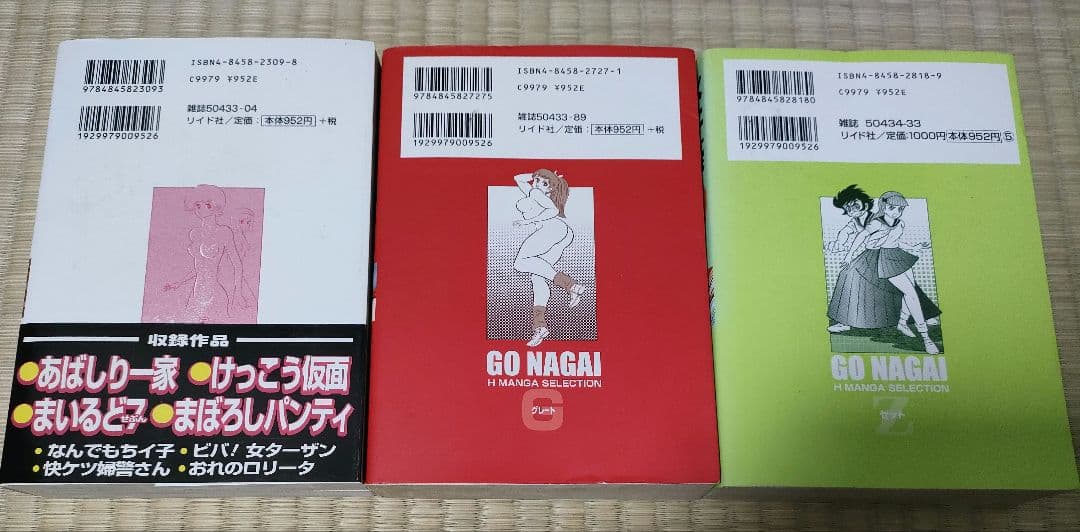 ISBN4-8458-2309-8
C9979 ¥952E
9784845823093
雑誌50433-04
リイド社/定価:本体952円+税
1929979009526
収録作品
●あばしり一家 ●けっこう仮面
●まいるど7せぶん ●まぼろしパンティ
・なんでもちイ子・ビバ!女ターザン
・快ケツ婦警さん・おれのロリータ
ISBN4-8458-2727-1
C9979 ¥952E
9784845827275
雑誌50433-89
リイド社/定価:本体952円+税
1929979009526
GO NAGAI
H MANGA SELECTION
G
グレート
ISBN4-8458-2818-9
C9979 ¥952E
9784845828180
雑誌 50434-33
リイド社/定価:1000円本体952円⑤
1929979009526
GO NAGAI
H MANGA SELECTION
Z
ゼット